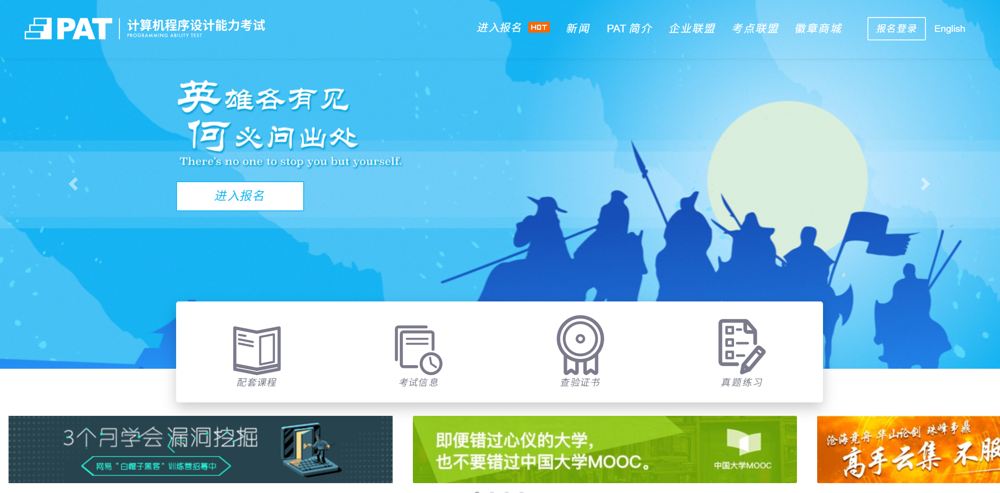 PAT 计算机程序设计能力考试
PROGRAMMING ABILITY TEST
进入报名 HOT 新闻 PAT 简介 企业联盟 考点联盟 徽章商城 报名登录 English
英雄各有见
何必问出处
There's no one to stop you but yourself.
进入报名
配套课程 考试信息 查验证书 真题练习
3个月学会漏洞挖掘
网易“白帽子黑客”训练营招募中
即便错过心仪的大学,
也不要错过中国大学MOOC。
中国大学MOOC
沧海竞舟 华山论剑 珠峰争鼎
高手云集 不服